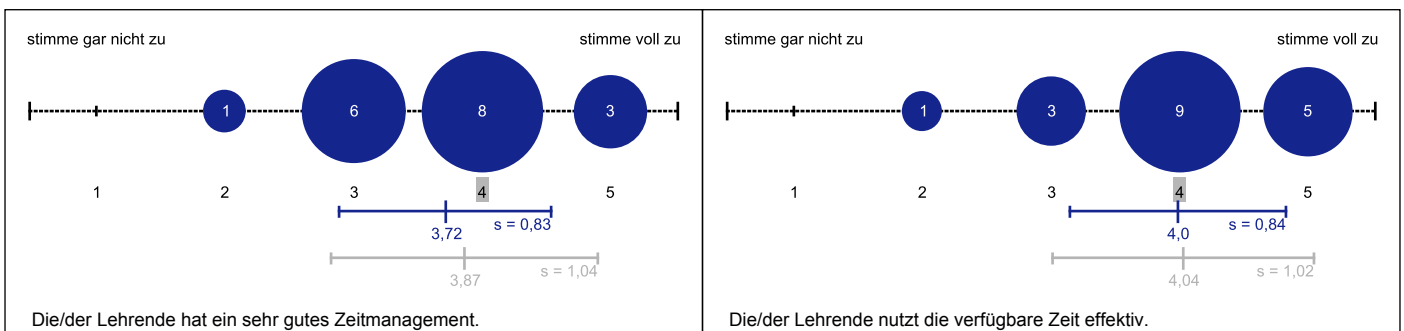 stimme gar nicht zu
stimme voll zu
1
6
8
3
1
2
3
4
5
s = 0,83
3,72
s = 1,04
3,87
Die/der Lehrende hat ein sehr gutes Zeitmanagement.
stimme gar nicht zu
stimme voll zu
1
3
9
5
1
2
3
4
5
s = 0,84
4,0
s = 1,02
4,04
Die/der Lehrende nutzt die verfügbare Zeit effektiv.